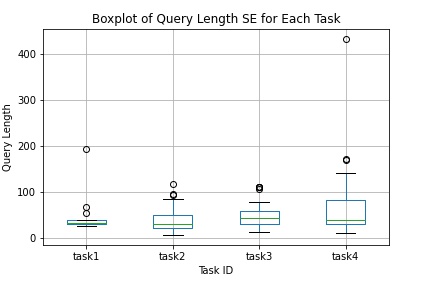 Boxplot of Query Length SE for Each Task
Query Length
400
300
200
100
0
task1 task2 task3 task4
Task ID